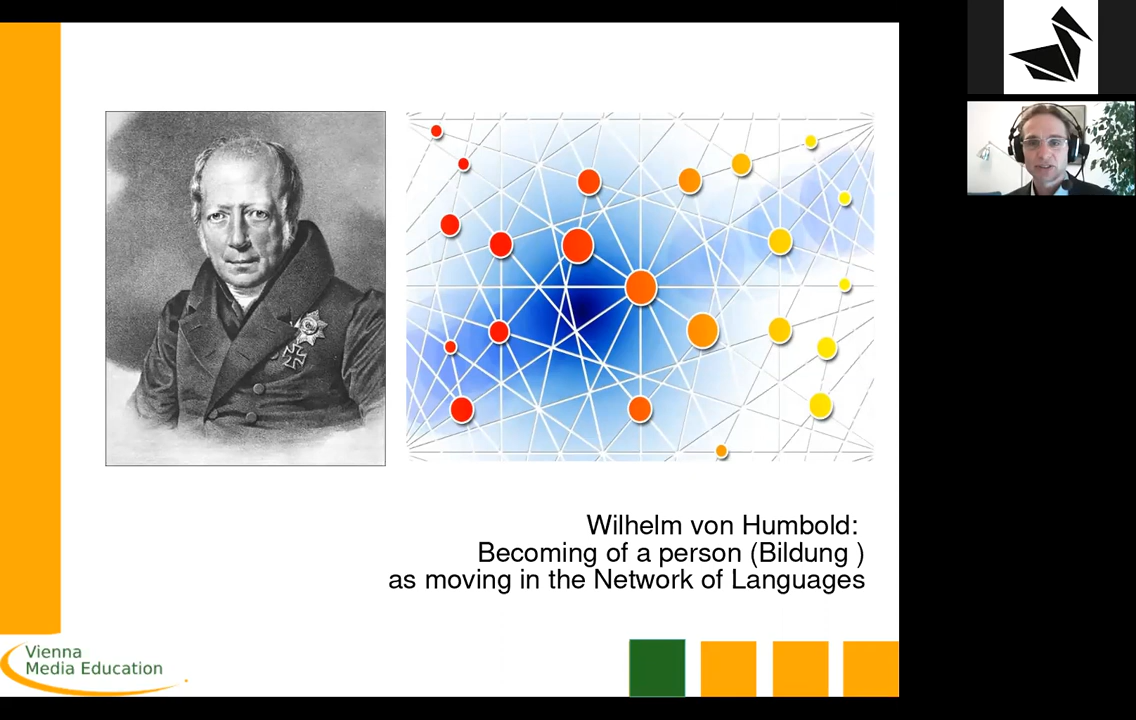 Wilhelm von Humbold:
Becoming of a person (Bildung )
as moving in the Network of Languages
Vienna
Media Education